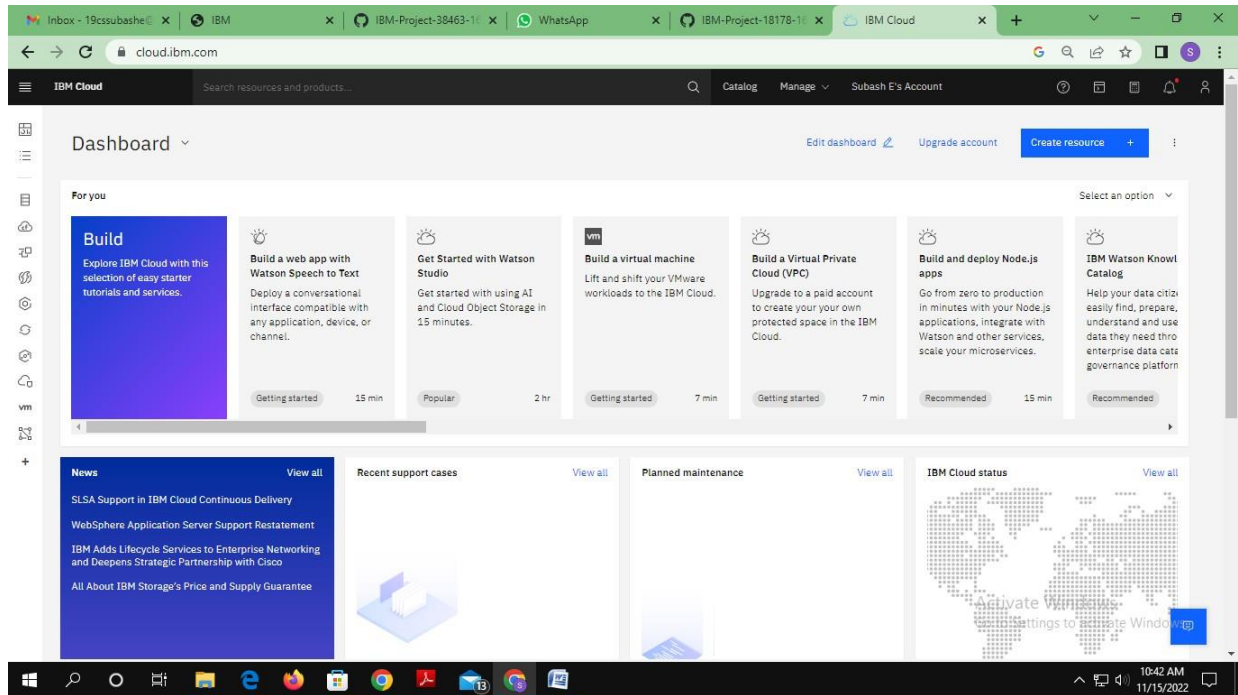 Inbox - 19cssubashe@
IBM
IBM-Project-38463-16
WhatsApp
IBM-Project-18178-16
IBM Cloud
cloud.ibm.com
G
S
IBM Cloud
Search resources and products...
Catalog
Manage
Subash E's Account
Dashboard
Edit dashboard
Upgrade account
Create resource +
For you
Select an option
Build
Explore IBM Cloud with this
selection of easy starter
tutorials and services.
Build a web app with
Watson Speech to Text
Deploy a conversational
interface compatible with
any application, device, or
channel.
Getting started 15 min
Get Started with Watson
Studio
Get started with using AI
and Cloud Object Storage in
15 minutes.
Popular 2 hr
vm
Build a virtual machine
Lift and shift your VMware
workloads to the IBM Cloud.
Getting started 7 min
Build a Virtual Private
Cloud (VPC)
Upgrade to a paid account
to create your your own
protected space in the IBM
Cloud.
Getting started 7 min
Build and deploy Node.js
apps
Go from zero to production
in minutes with your Node.js
applications, integrate with
Watson and other services,
scale your microservices.
Recommended 15 min
IBM Watson Knowl
Catalog
Help your data citize
easily find, prepare,
understand and use
data they need thro
enterprise data cata
governance platform
Recommended
vm
News View all
SLSA Support in IBM Cloud Continuous Delivery
WebSphere Application Server Support Restatement
IBM Adds Lifecycle Services to Enterprise Networking
and Deepens Strategic Partnership with Cisco
All About IBM Storage's Price and Supply Guarantee
Recent support cases View all
Planned maintenance View all
IBM Cloud status View all
Activate Windows
Go to Settings to activate Windows.
13
S
10:42 AM
11/15/2022